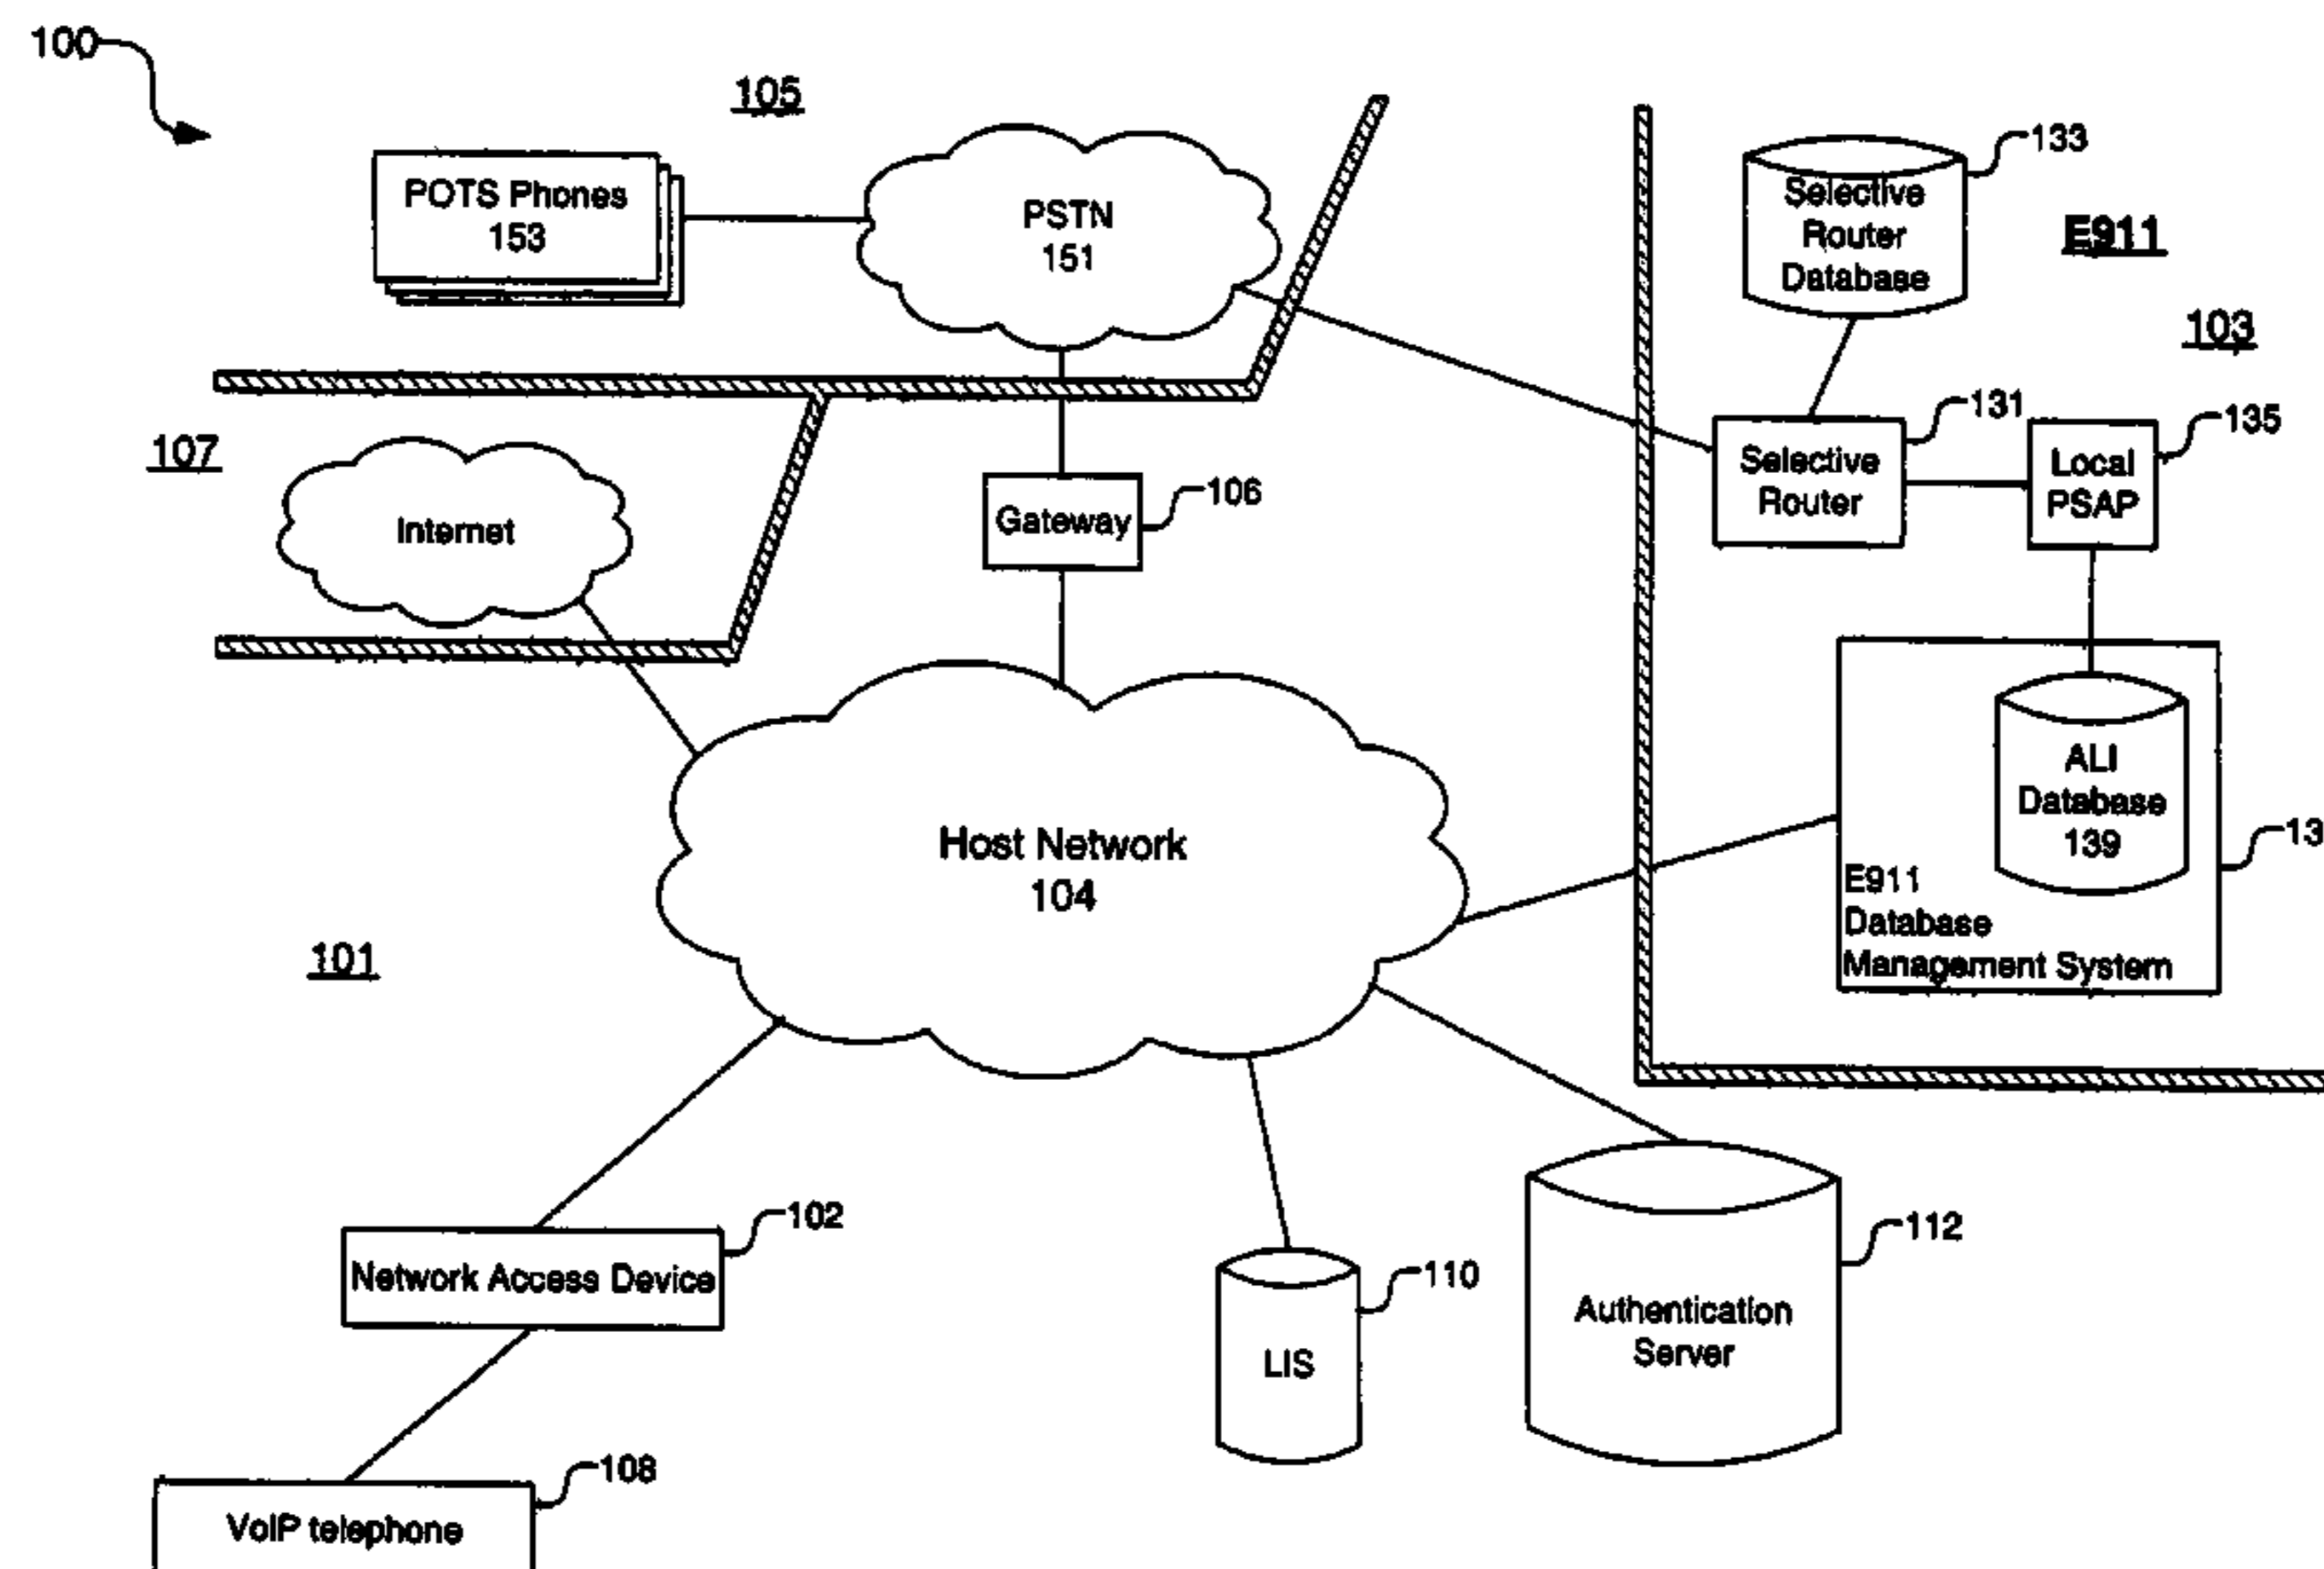 100
105
POTS Phones
153
PSTN
151
133
Selective
Router
Database
E911
103
107
Internet
106
Gateway
131
Selective
Router
135
Local
PSAP
Host Network
104
ALI
Database
139
13
E911
Database
Management System
101
102
Network Access Device
110
LIS
112
Authentication
Server
108
VoIP telephone